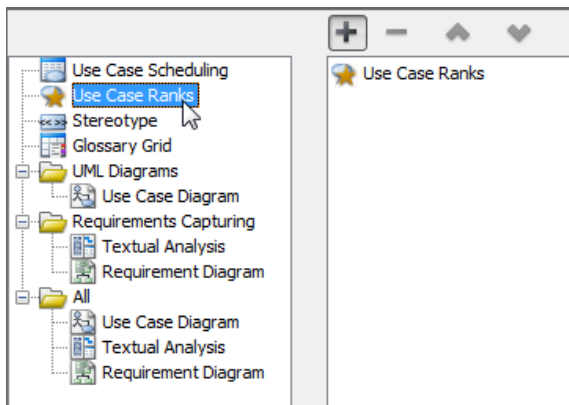 Use Case Scheduling
Use Case Ranks
Stereotype
Glossary Grid
UML Diagrams
Use Case Diagram
Requirements Capturing
Textual Analysis
Requirement Diagram
All
Use Case Diagram
Textual Analysis
Requirement Diagram
Use Case Ranks